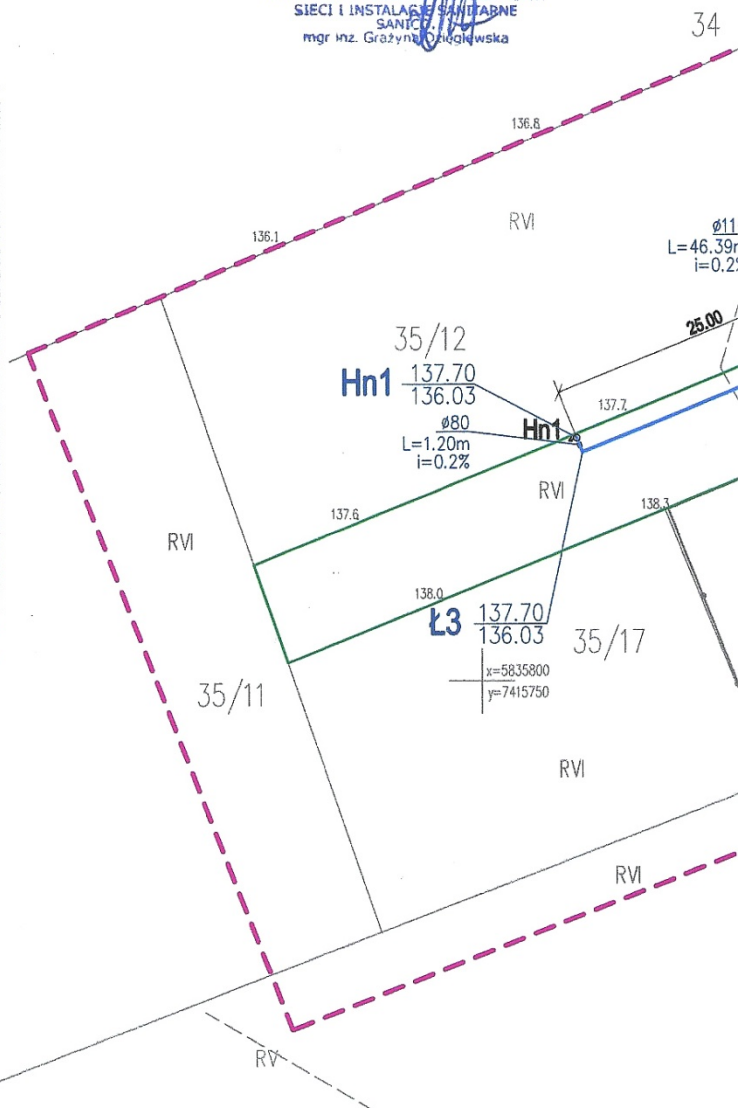 SIECI I INSTALACJE SANITARNE
mgr inż. Grażyna
34
136.8
136.1
RVI
L=46.39
i=0.2
25.00
35/12
Hn1 137.70
136.03
137.7
ø80
L=1.20m
i=0.2%
Hn1
RVI
138.3
137.6
RVI
138.0
Ł3 137.70
136.03
35/17
x=5835800
y=7415750
35/11
RVI
RVI
RV